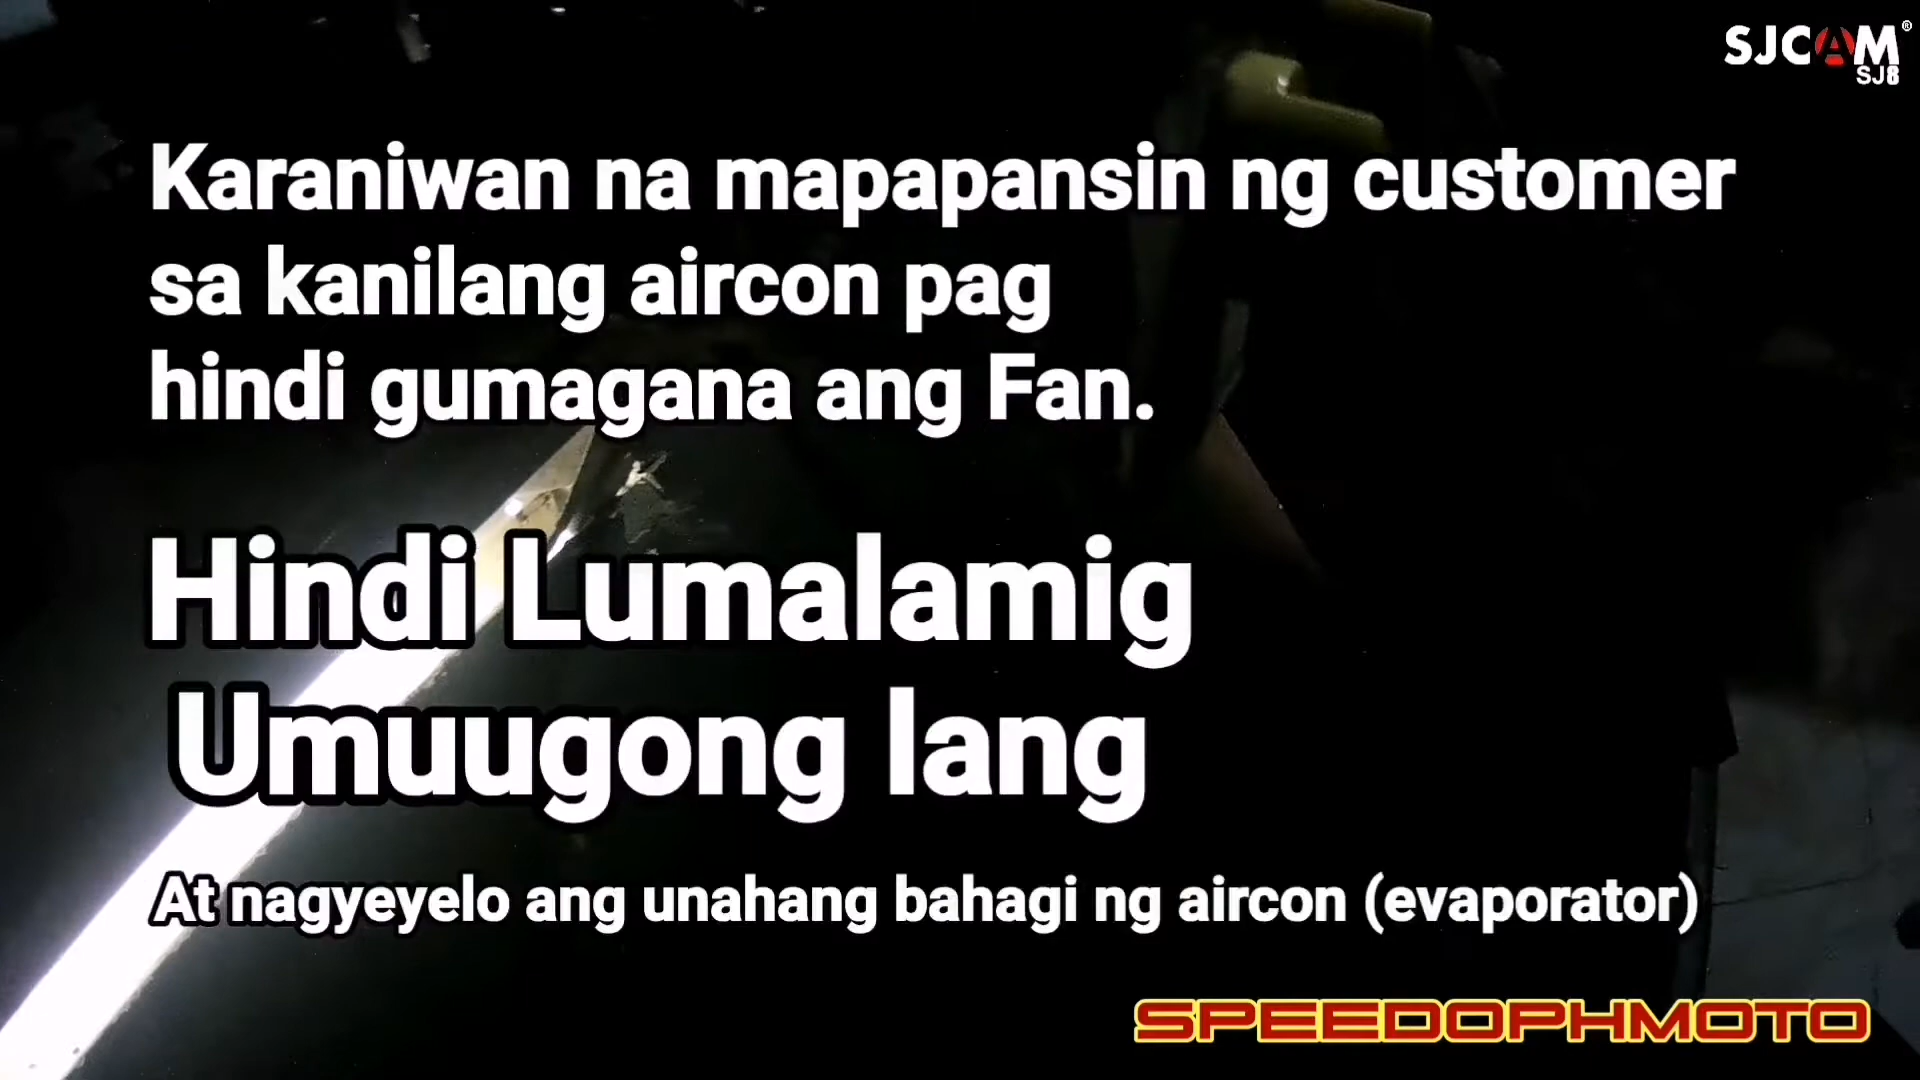 SJCAM®
SJ8
Karaniwan na mapapansin ng customer
sa kanilang aircon pag
hindi gumagana ang Fan.
Hindi Lumalamig
Umuugong lang
At nagyeyelo ang unahang bahagi ng aircon (evaporator)
SPEEDOPHMOTO